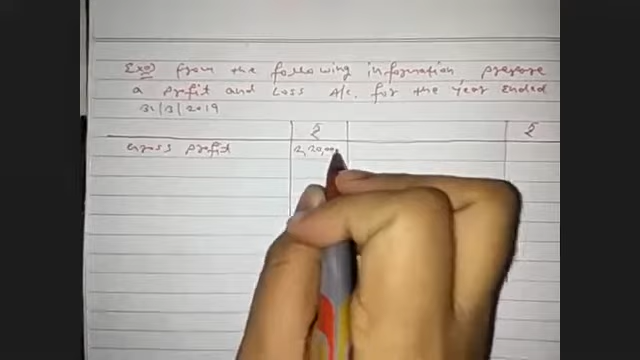 Ex②) from the following information prepare
a profit and Loss A/c. for the Year Ended
31/3/2019
₹ ₹
Gross profit 2,20,000